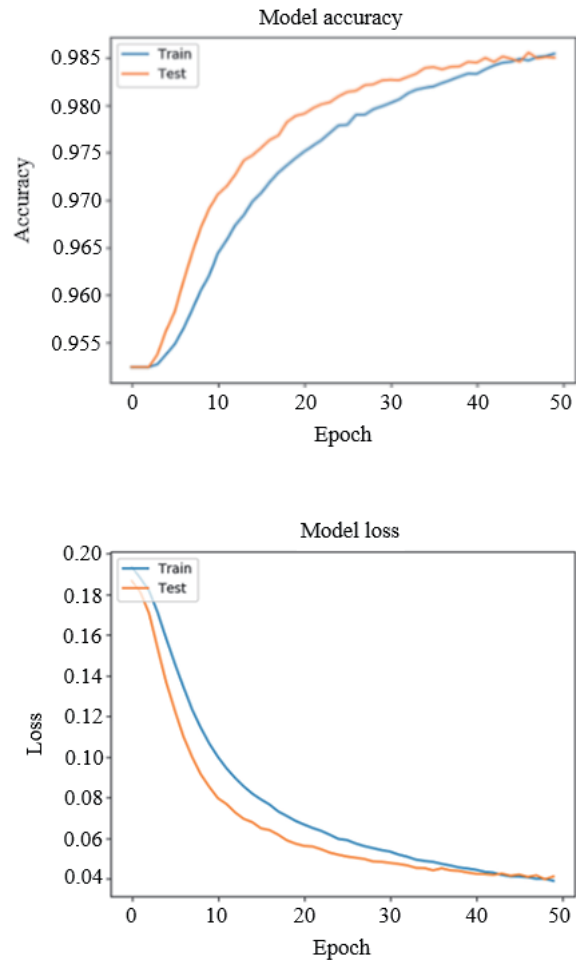 Model accuracy
Train
Test
0.985
0.980
0.975
0.970
0.965
0.960
0.955
Accuracy
0 10 20 30 40 50
Epoch
Model loss
Train
Test
0.20
0.18
0.16
0.14
0.12
0.10
0.08
0.06
0.04
Loss
0 10 20 30 40 50
Epoch